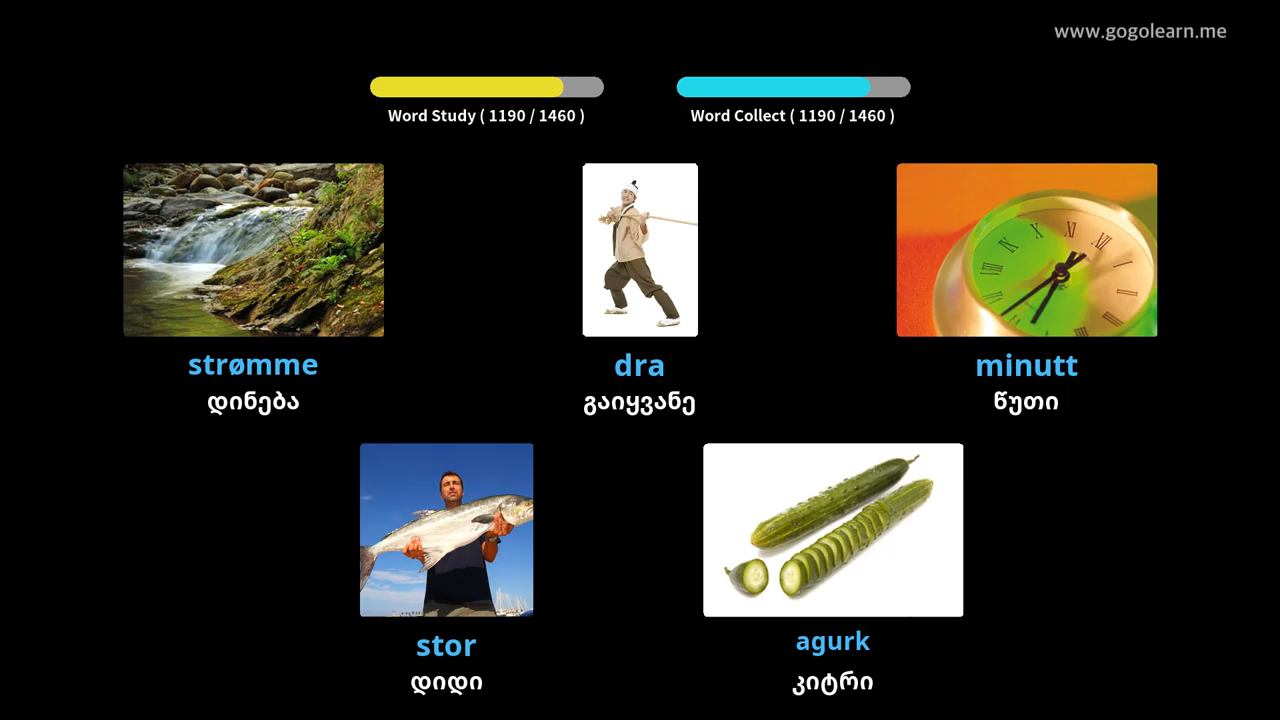 www.gogolearn.me
Word Study ( 1190 / 1460 )
Word Collect ( 1190 / 1460 )
strømme
დინება
dra
გაიყვანე
minutt
წუთი
stor
დიდი
agurk
კიტრი